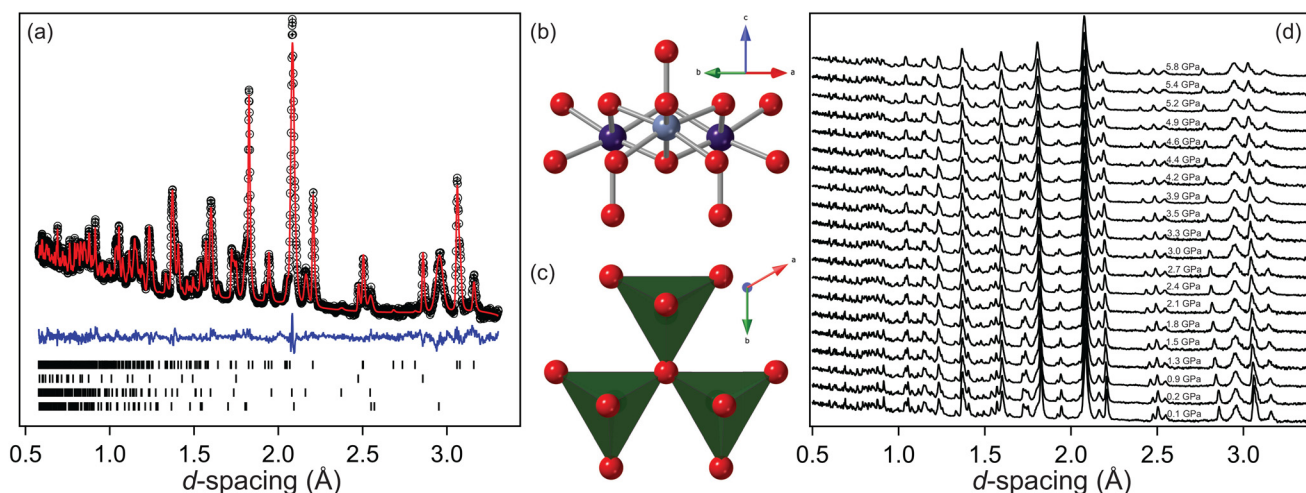 (a)
0.5
1.0
1.5
2.0
2.5
3.0
d-spacing (Å)
(b)
c
b
a
(c)
a
b
(d)
5.8 GPa
5.4 GPa
5.2 GPa
4.9 GPa
4.6 GPa
4.4 GPa
4.2 GPa
3.9 GPa
3.5 GPa
3.3 GPa
3.0 GPa
2.7 GPa
2.4 GPa
2.1 GPa
1.8 GPa
1.5 GPa
1.3 GPa
0.9 GPa
0.2 GPa
0.1 GPa
0.5
1.0
1.5
2.0
2.5
3.0
d-spacing (Å)